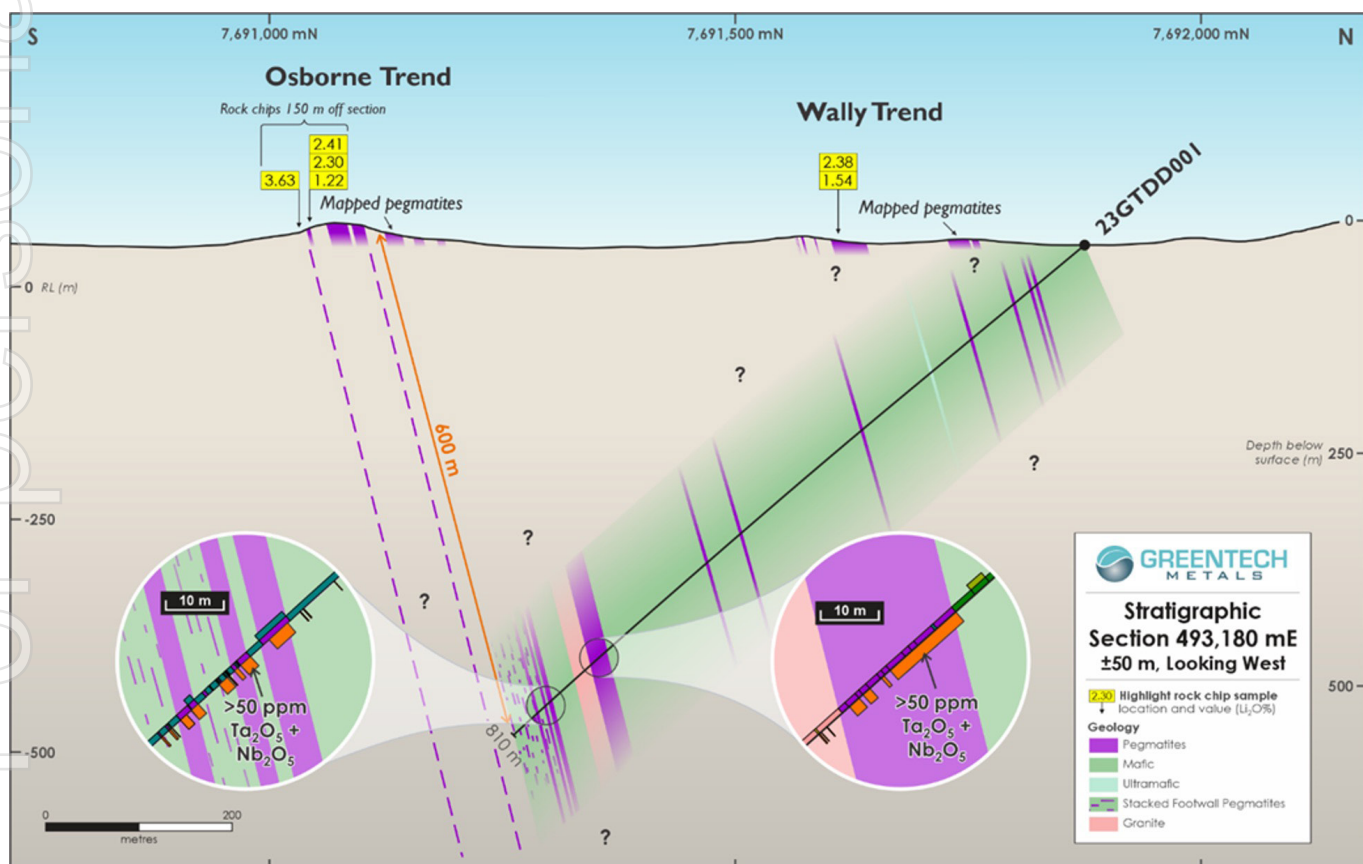 S
7,691,000 mN
7,691,500 mN
7,692,000 mN
N
Osborne Trend
Rock chips 150 m off section
2.41
2.30
3.63
1.22
Mapped pegmatites
Wally Trend
2.38
1.54
Mapped pegmatites
23GTDD001
0
0 RL (m)
?
?
?
600 m
Depth below
surface (m)
250
?
-250
?
?
10 m
>50 ppm
Ta₂O₅ +
Nb₂O₅
10 m
>50 ppm
Ta₂O₅ +
Nb₂O₅
500
-500
810 m
?
0
200
metres
GREENTECH
METALS
Stratigraphic
Section 493,180 mE
±50 m, Looking West
2.30 Highlight rock chip sample
location and value (Li₂O%)
Geology
Pegmatites
Mafic
Ultramafic
Stacked Footwall Pegmatites
Granite